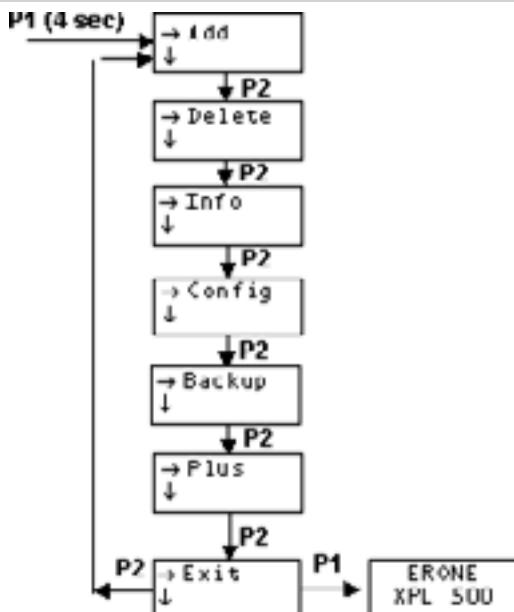 P1 (4 sec)
→ Add
↓
P2
→ Delete
↓
P2
→ Info
↓
P2
→ Config
↓
P2
→ Backup
↓
P2
→ Plus
↓
P2
P2
→ Exit
↓
P1
ERONE
XPL 500